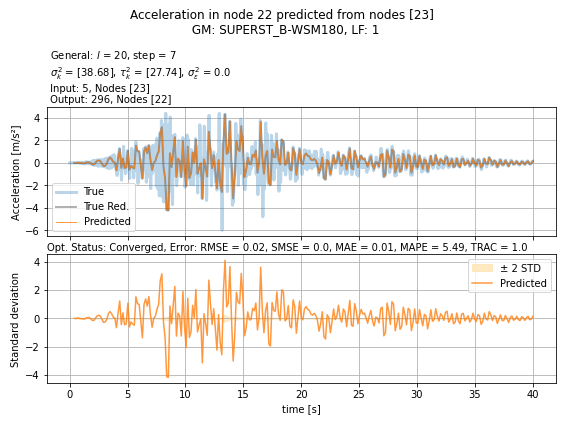 Acceleration in node 22 predicted from nodes [23]
GM: SUPERST_B-WSM180, LF: 1
General: l = 20, step = 7
σ²ₖ = [38.68], τ²ₖ = [27.74], σ²ε = 0.0
Input: 5, Nodes [23]
Output: 296, Nodes [22]
Acceleration [m/s²]
4
2
0
−2
−4
−6
True
True Red.
Predicted
Opt. Status: Converged, Error: RMSE = 0.02, SMSE = 0.0, MAE = 0.01, MAPE = 5.49, TRAC = 1.0
Standard deviation
4
2
0
−2
−4
± 2 STD
Predicted
0 5 10 15 20 25 30 35 40
time [s]